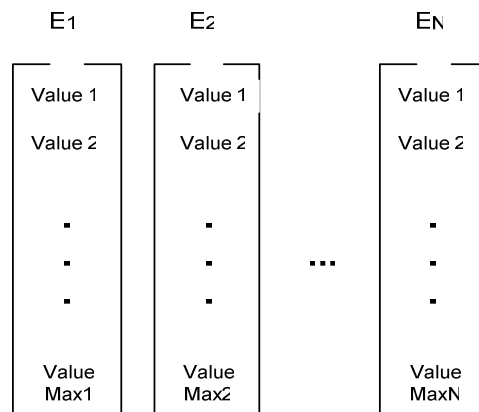 E1 E2 EN
Value 1 Value 1 Value 1
Value 2 Value 2 Value 2
...
Value Value Value
Max1 Max2 MaxN